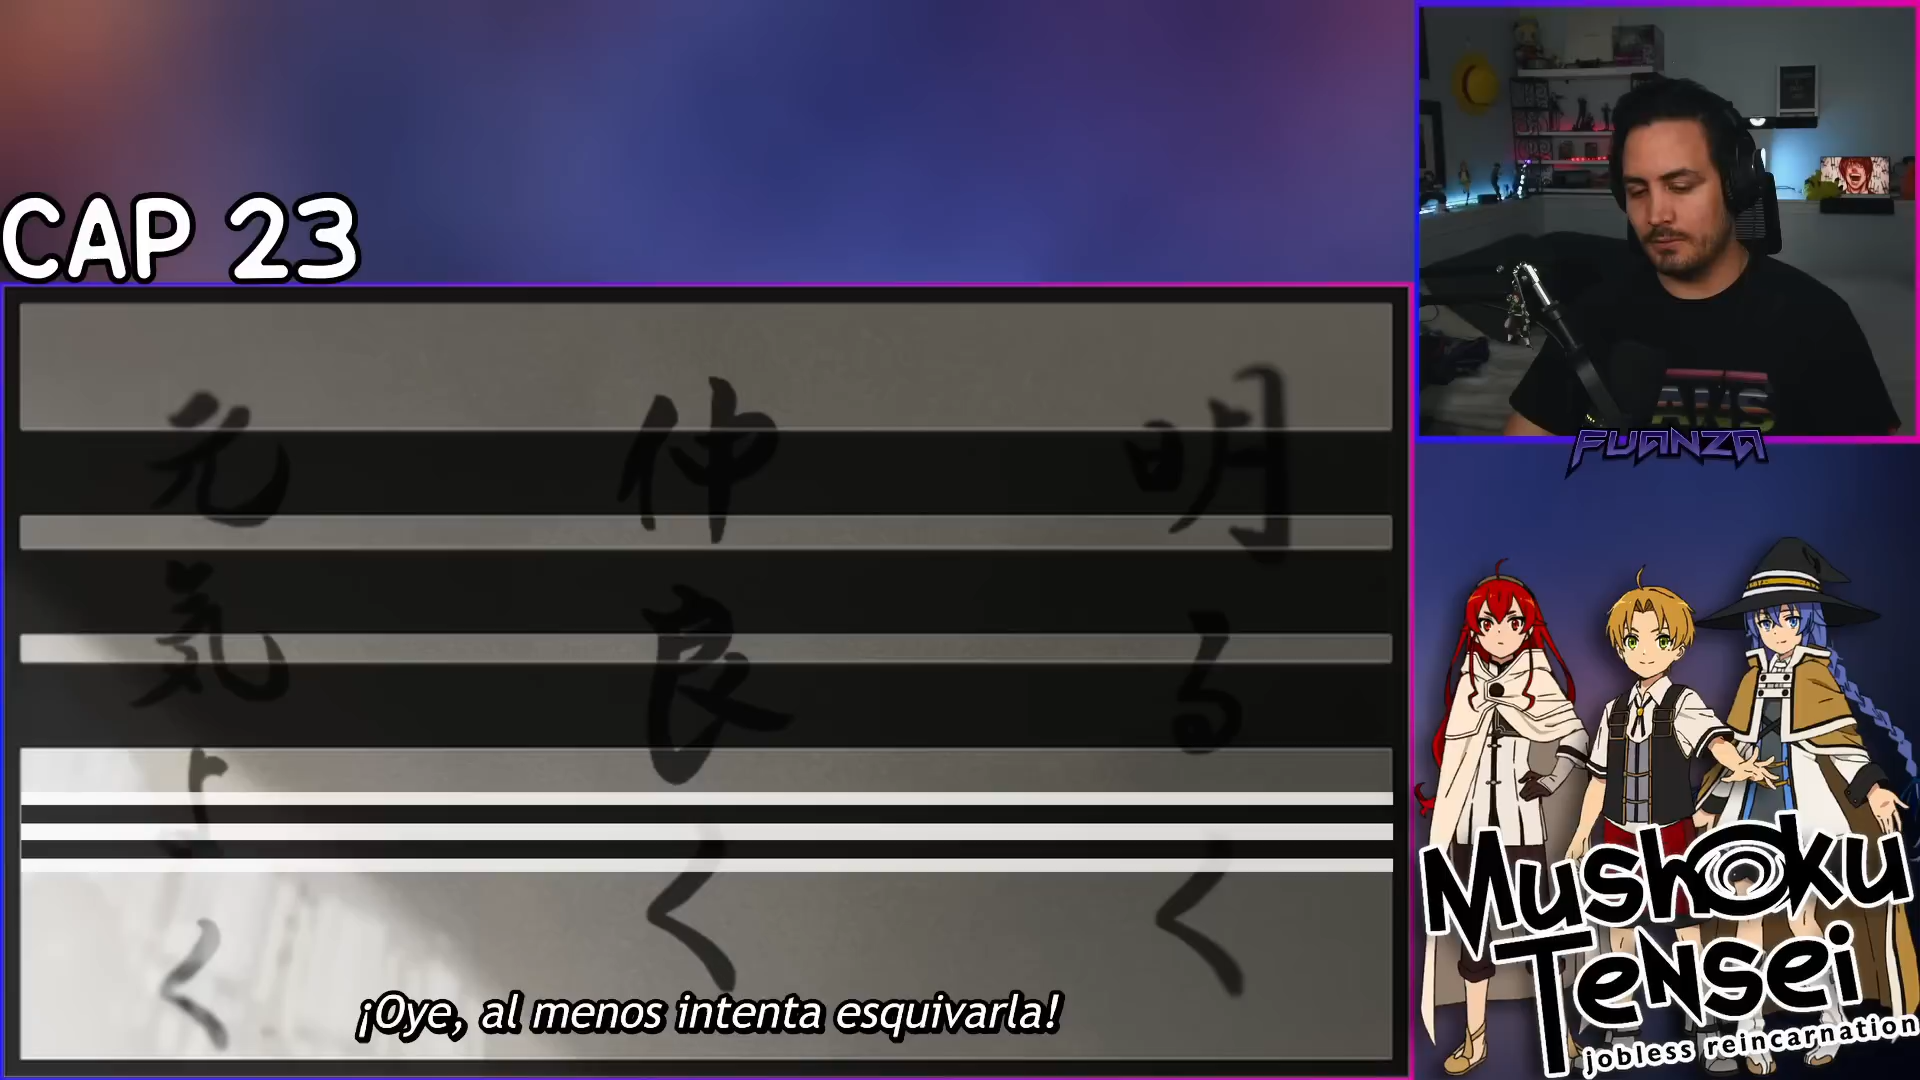 CAP 23
明るく
仲良く
元気よく
¡Oye, al menos intenta esquivarla!
VANS
FUANZA
Mushoku
Tensei
jobless reincarnation